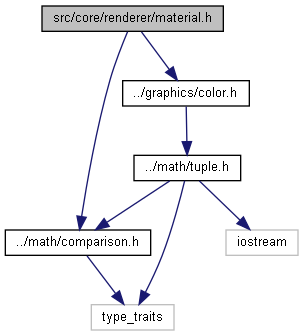 src/core/renderer/material.h
../graphics/color.h
../math/tuple.h
../math/comparison.h
iostream
type_traits